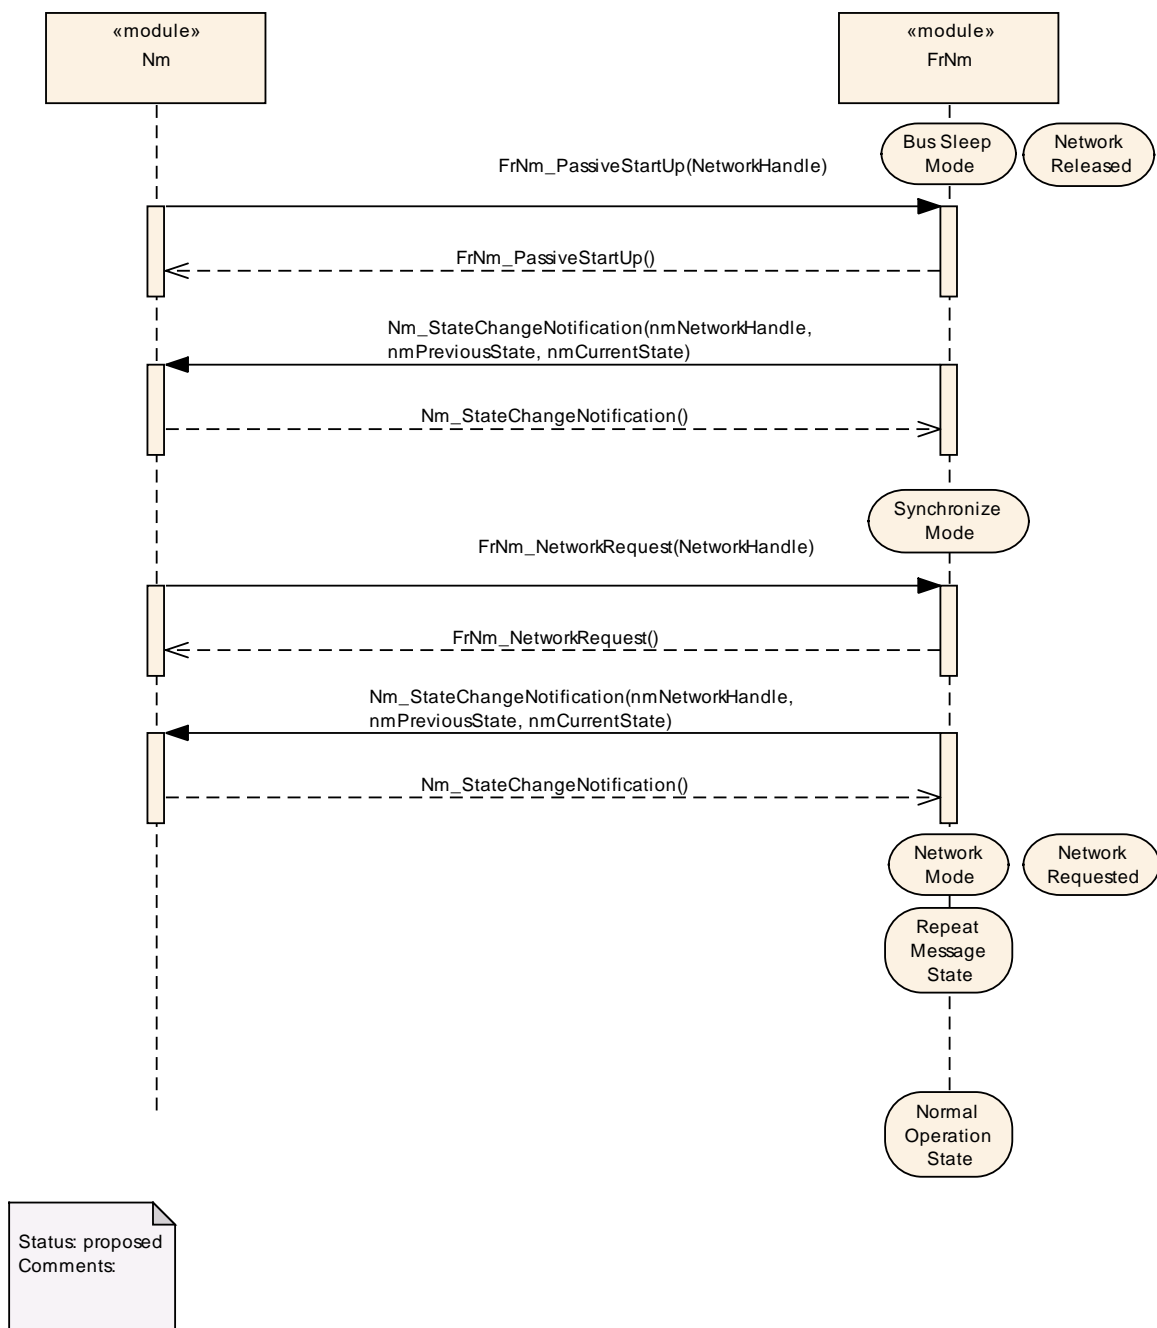 «module»
Nm
«module»
FrNm
Bus Sleep
Mode
Network
Released
FrNm_PassiveStartUp(NetworkHandle)
FrNm_PassiveStartUp()
Nm_StateChangeNotification(nmNetworkHandle,
nmPreviousState, nmCurrentState)
Nm_StateChangeNotification()
Synchronize
Mode
FrNm_NetworkRequest(NetworkHandle)
FrNm_NetworkRequest()
Nm_StateChangeNotification(nmNetworkHandle,
nmPreviousState, nmCurrentState)
Nm_StateChangeNotification()
Network
Mode
Network
Requested
Repeat
Message
State
Normal
Operation
State
Status: proposed
Comments: